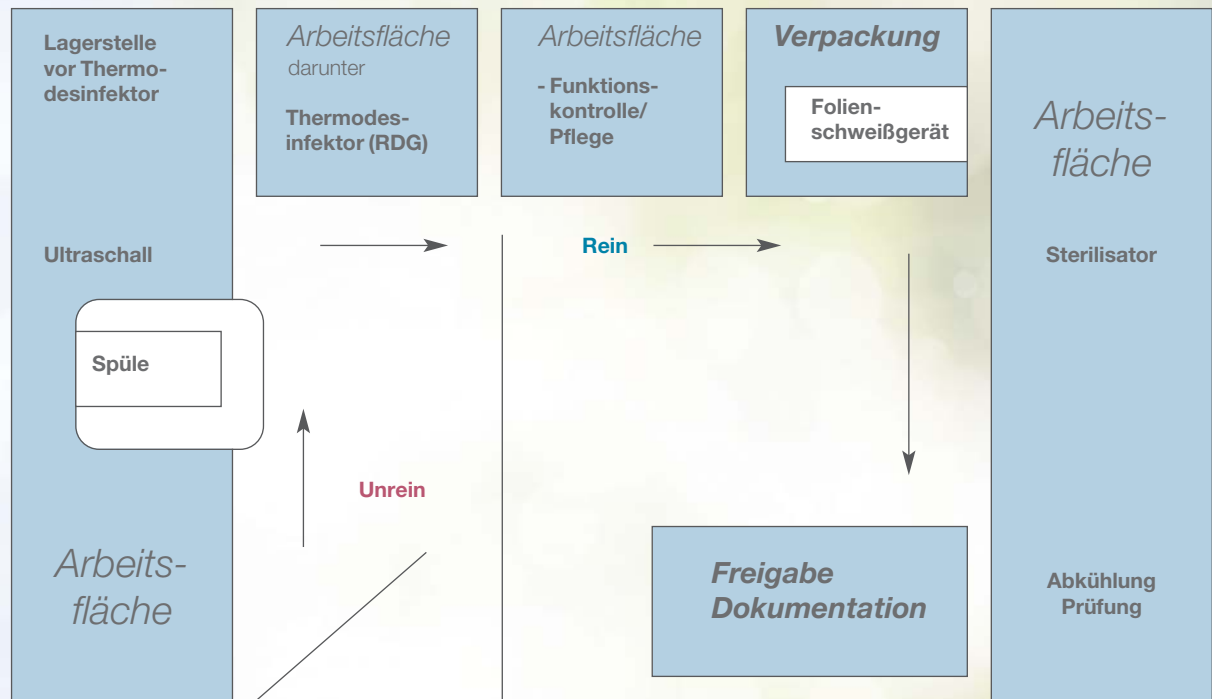 Lagerstelle
vor Thermo-
desinfektor
Ultraschall
Spüle
Arbeits-
fläche
Arbeitsfläche
darunter
Thermodes-
infektor (RDG)
Arbeitsfläche
- Funktions-
kontrolle/
Pflege
Verpackung
Folien-
schweißgerät
Rein
Unrein
Freigabe
Dokumentation
Arbeits-
fläche
Sterilisator
Abkühlung
Prüfung